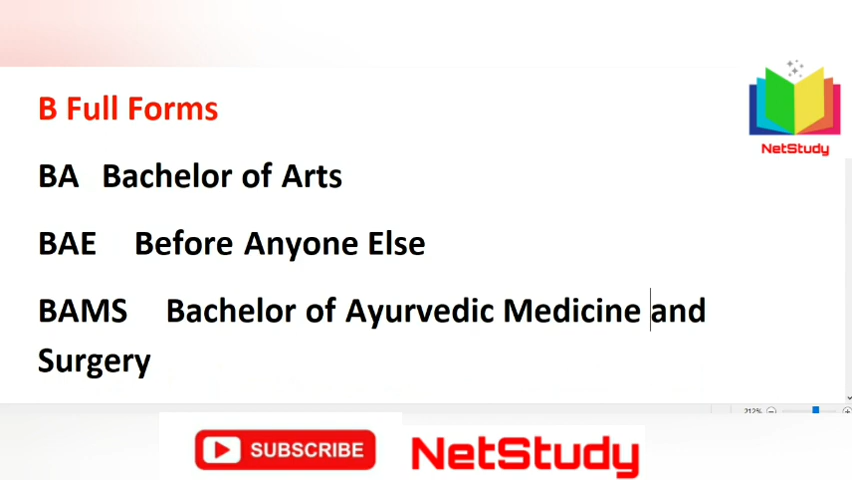 B Full Forms
NetStudy
BA Bachelor of Arts
BAE Before Anyone Else
BAMS Bachelor of Ayurvedic Medicine and
Surgery
212%
SUBSCRIBE NetStudy